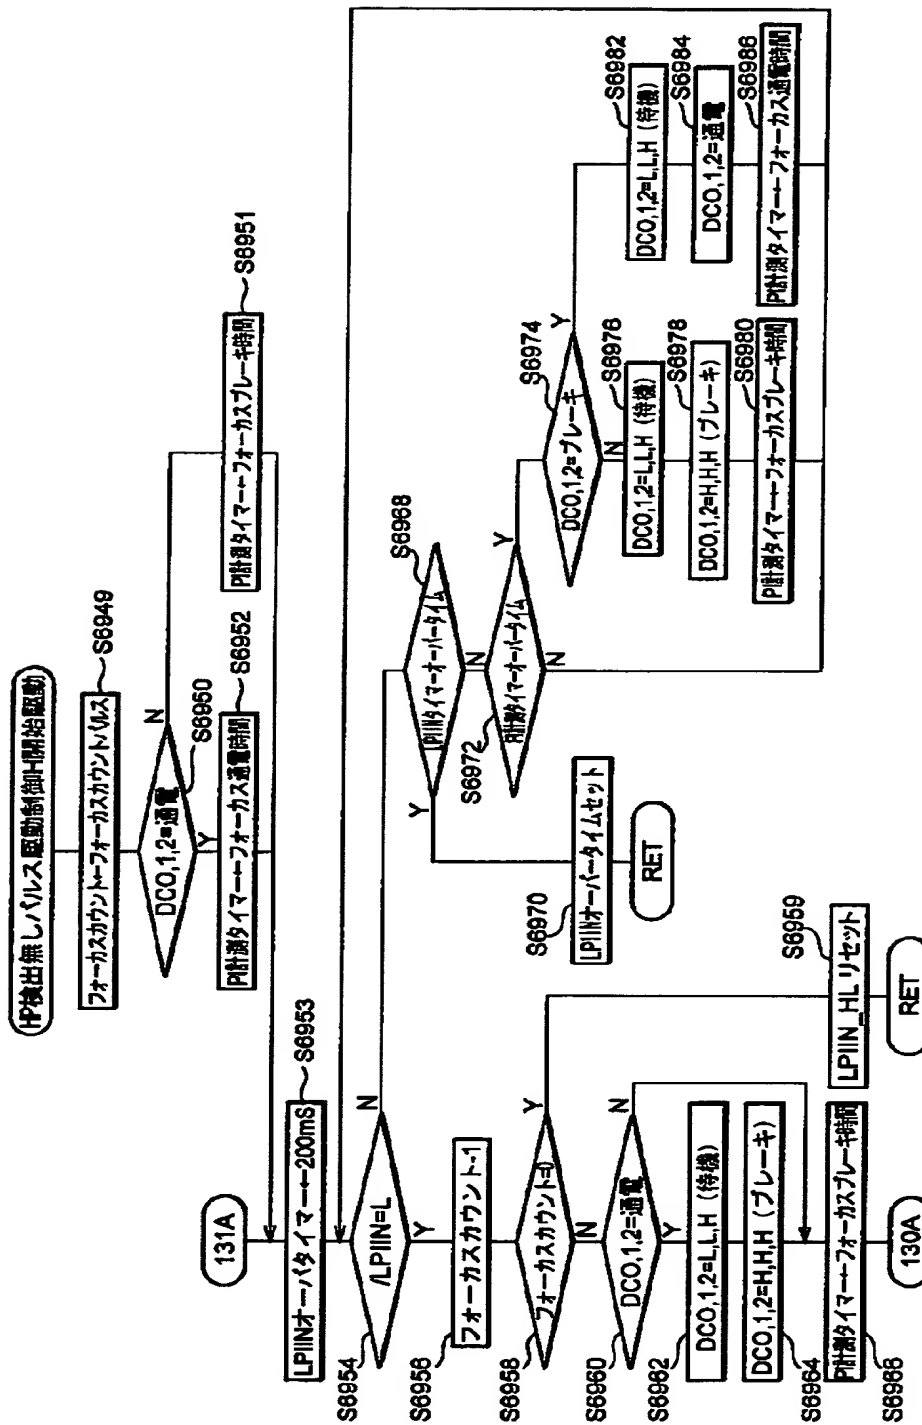 HP検出無しパルス駆動制御H開始駆動
フォーカスカウント←フォーカスカウントパルス
S6949
DCO,1,2=通電
S6950
N
Y
PI計測タイマー←フォーカスブレーキ時間
S6951
PI計測タイマー←フォーカス通電時間
S6952
131A
LPIINオーバタイマー←200mS
S6953
/LPIIN=L
S6954
N
Y
フォーカスカウント-1
S6956
フォーカスカウント=0
S6958
Y
N
LPIIN_HLリセット
S6959
RET
DCO,1,2=通電
S6960
N
Y
DCO,1,2=L,L,H (待機)
S6962
DCO,1,2=H,H,H (ブレーキ)
S6964
PI計測タイマー←フォーカスブレーキ時間
S6966
130A
LPIINタイマーオーバータイム
S6968
Y
N
LPIINオーバータイムセット
S6970
RET
PI計測タイマーオーバータイム
S6972
Y
N
DCO,1,2=ブレーキ
S6974
Y
N
DCO,1,2=L,L,H (待機)
S6976
DCO,1,2=H,H,H (ブレーキ)
S6978
PI計測タイマー←フォーカスブレーキ時間
S6980
DCO,1,2=L,L,H (待機)
S6982
DCO,1,2=通電
S6984
PI計測タイマー←フォーカス通電時間
S6986